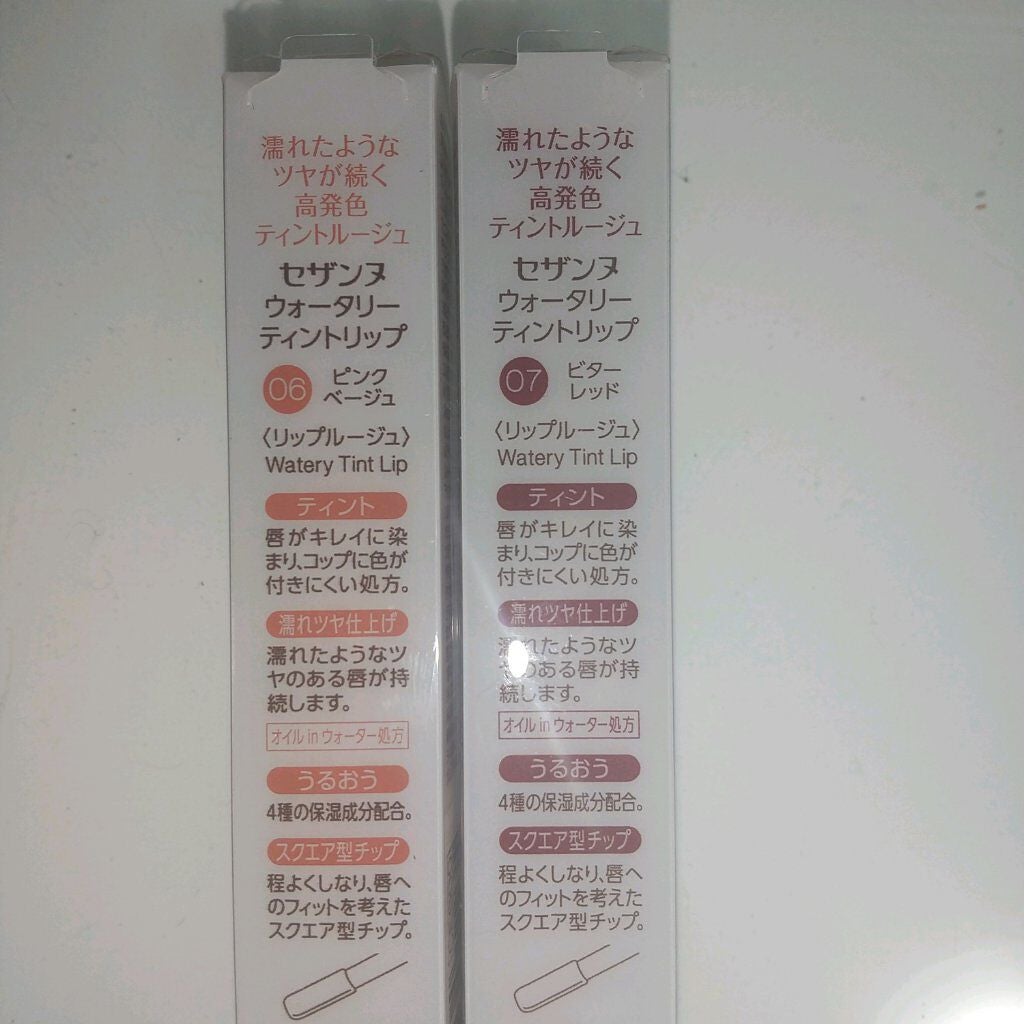 濡れたような
ツヤが続く
高発色
ティントルージュ
セザンヌ
ウォータリー
ティントリップ
06 ピンク
ベージュ
〈リップルージュ〉
Watery Tint Lip
ティント
唇がキレイに染
まり、コップに色が
付きにくい処方。
濡れツヤ仕上げ
濡れたようなツ
ヤのある唇が持
続します。
オイル in ウォーター処方
うるおう
4種の保湿成分配合。
スクエア型チップ
程よくしなり、唇へ
のフィットを考えた
スクエア型チップ。
濡れたような
ツヤが続く
高発色
ティントルージュ
セザンヌ
ウォータリー
ティントリップ
07 ビター
レッド
〈リップルージュ〉
Watery Tint Lip
ティント
唇がキレイに染
まり、コップに色が
付きにくい処方。
濡れツヤ仕上げ
濡れたようなツ
ヤのある唇が持
続します。
オイル in ウォーター処方
うるおう
4種の保湿成分配合。
スクエア型チップ
程よくしなり、唇へ
のフィットを考えた
スクエア型チップ。